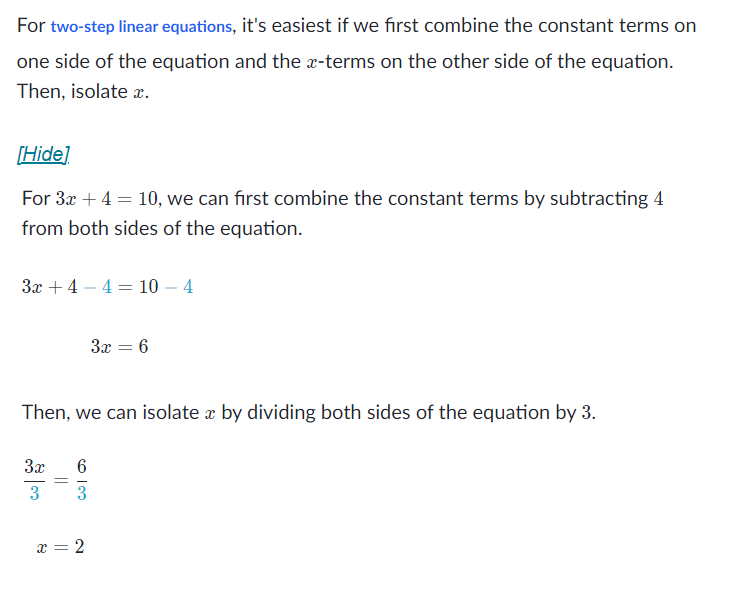 For two-step linear equations, it's easiest if we first combine the constant terms on
one side of the equation and the x-terms on the other side of the equation.
Then, isolate x.
[Hide]
For 3x + 4 = 10, we can first combine the constant terms by subtracting 4
from both sides of the equation.
3x + 4 − 4 = 10 − 4
3x = 6
Then, we can isolate x by dividing both sides of the equation by 3.
3x/3 = 6/3
x = 2